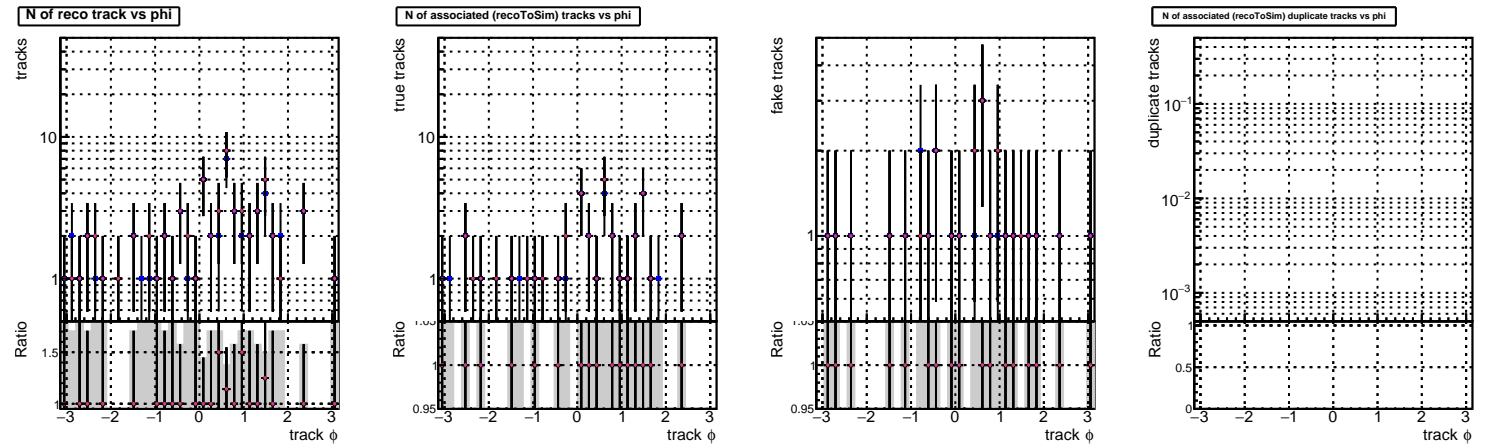 N of reco track vs phi
tracks
10
1
Ratio
1.5
1
−3 −2 −1 0 1 2 3
track ϕ
N of associated (recoToSim) tracks vs phi
true tracks
10
1
Ratio
1.05
1
0.95
−3 −2 −1 0 1 2 3
track ϕ
fake tracks
1
Ratio
1.05
1
0.95
−3 −2 −1 0 1 2 3
track ϕ
N of associated (recoToSim) duplicate tracks vs phi
duplicate tracks
10−1
10−2
10−3
Ratio
1
0.5
0
−3 −2 −1 0 1 2 3
track ϕ